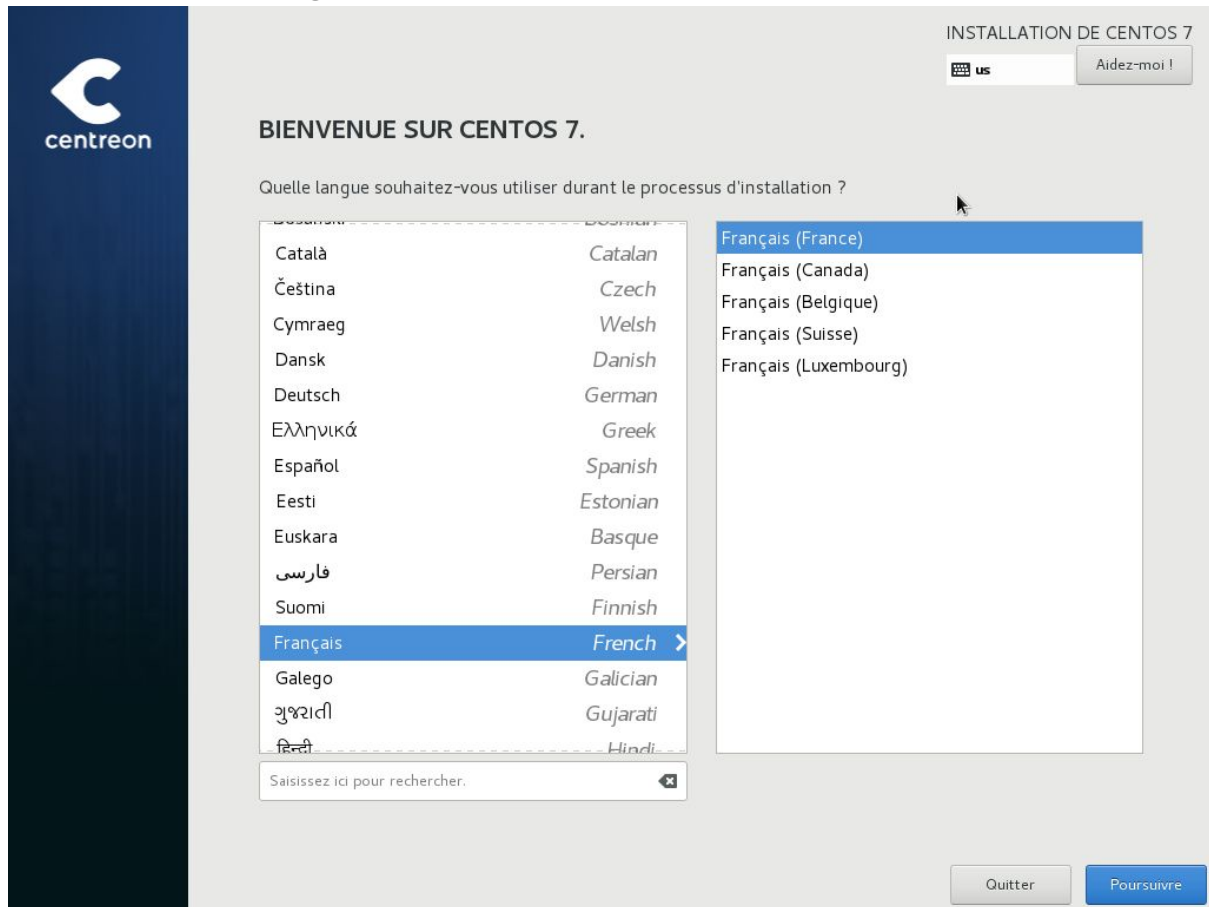 INSTALLATION DE CENTOS 7
us
Aidez-moi !
centreon
BIENVENUE SUR CENTOS 7.
Quelle langue souhaitez-vous utiliser durant le processus d'installation ?
Català Catalan
Čeština Czech
Cymraeg Welsh
Dansk Danish
Deutsch German
Ελληνικά Greek
Español Spanish
Eesti Estonian
Euskara Basque
فارسی Persian
Suomi Finnish
Français French
Galego Galician
ગુજરાતી Gujarati
हिन्दी Hindi
Français (France)
Français (Canada)
Français (Belgique)
Français (Suisse)
Français (Luxembourg)
Saisissez ici pour rechercher.
Quitter
Poursuivre